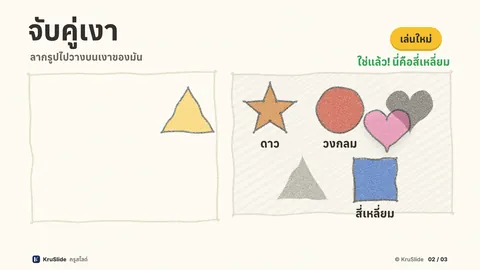 จับคู่เงา
ลากรูปไปวางบนเงาของมัน
เล่นใหม่
ใช่แล้ว! นี่คือสี่เหลี่ยม
ดาว
วงกลม
สี่เหลี่ยม
K KruSlide ครูสไลด์
© KruSlide 02 / 03